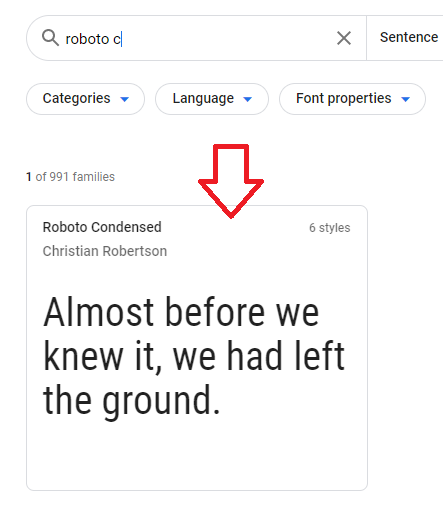 roboto c
Sentence
Categories Language Font properties
1 of 991 families
Roboto Condensed 6 styles
Christian Robertson
Almost before we
knew it, we had left
the ground.